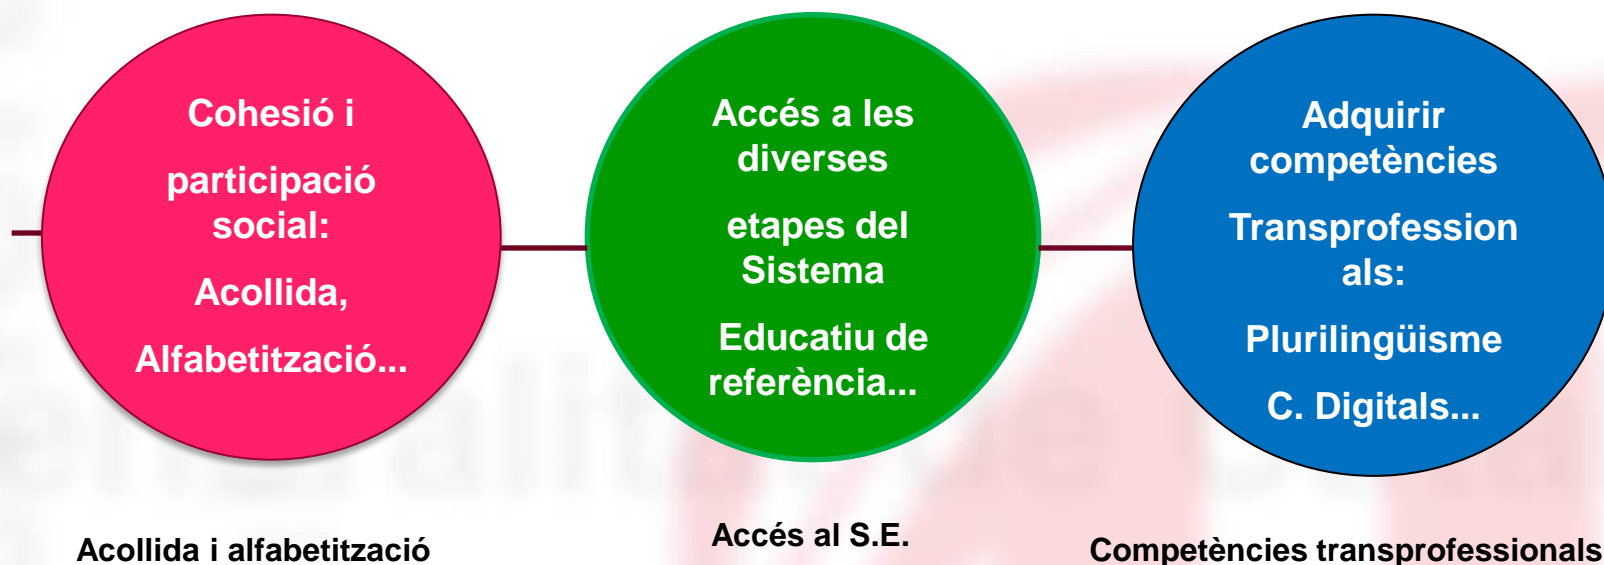 Cohesió i
participació
social:
Acollida,
Alfabetització...
Accés a les
diverses
etapes del
Sistema
Educatiu de
referència...
Adquirir
competències
Transprofession
als:
Plurilingüisme
C. Digitals...
Acollida i alfabetització
Accés al S.E.
Competències transprofessionals